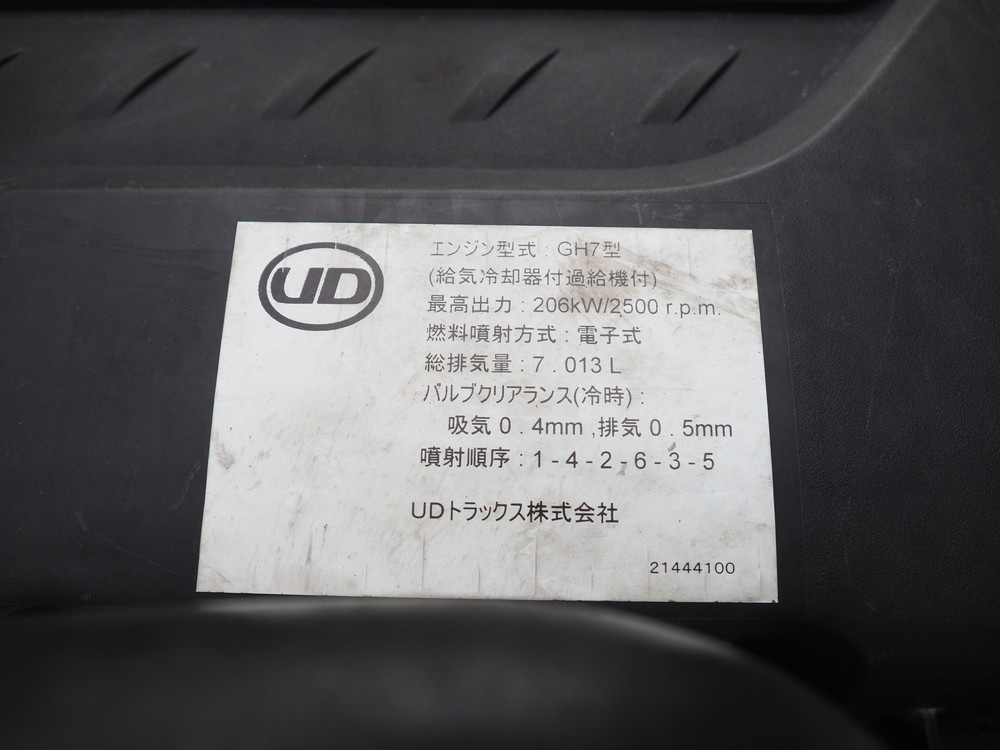 UD
エンジン型式 : GH7型
(給気冷却器付過給機付)
最高出力 : 206kW/2500 r.p.m.
燃料噴射方式 : 電子式
総排気量 : 7 . 013 L
バルブクリアランス(冷時) :
吸気 0 . 4mm ,排気 0 . 5mm
噴射順序 : 1 - 4 - 2 - 6 - 3 - 5
UDトラックス株式会社
21444100